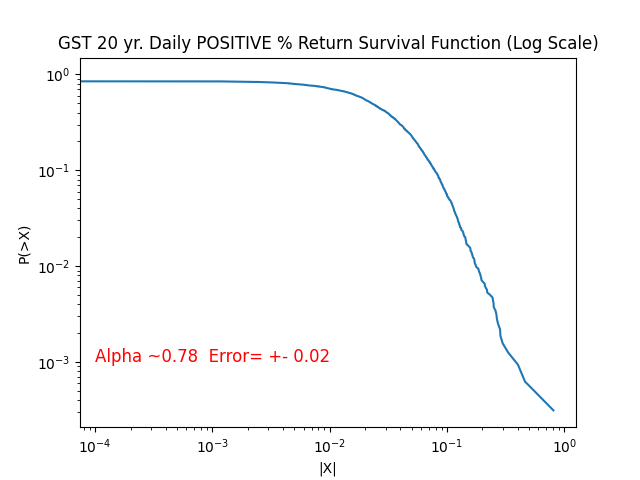 GST 20 yr. Daily POSITIVE % Return Survival Function (Log Scale)
10⁰
10⁻¹
10⁻²
10⁻³
P(>X)
Alpha ~0.78  Error= +- 0.02
10⁻⁴ 10⁻³ 10⁻² 10⁻¹ 10⁰
|X|